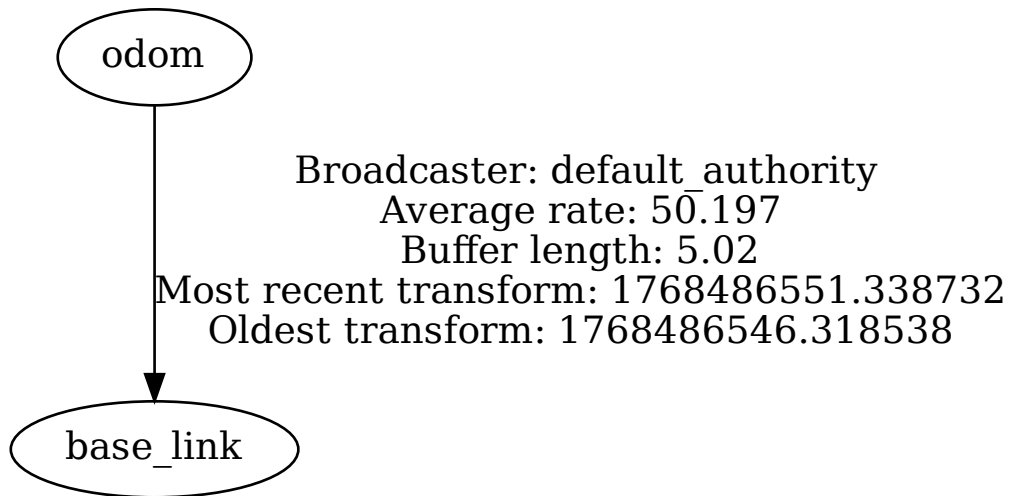 odom
Broadcaster: default_authority
Average rate: 50.197
Buffer length: 5.02
Most recent transform: 1768486551.338732
Oldest transform: 1768486546.318538
base_link